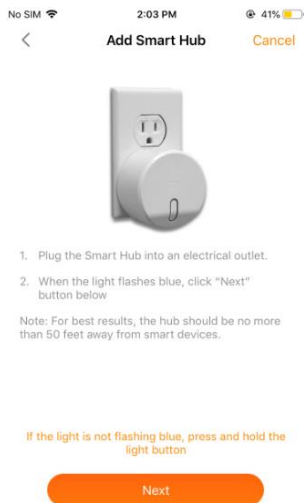 No SIM 2:03 PM 41%
Add Smart Hub Cancel
1. Plug the Smart Hub into an electrical outlet.
2. When the light flashes blue, click "Next"
button below
Note: For best results, the hub should be no more
than 50 feet away from smart devices.
If the light is not flashing blue, press and hold the
light button
Next